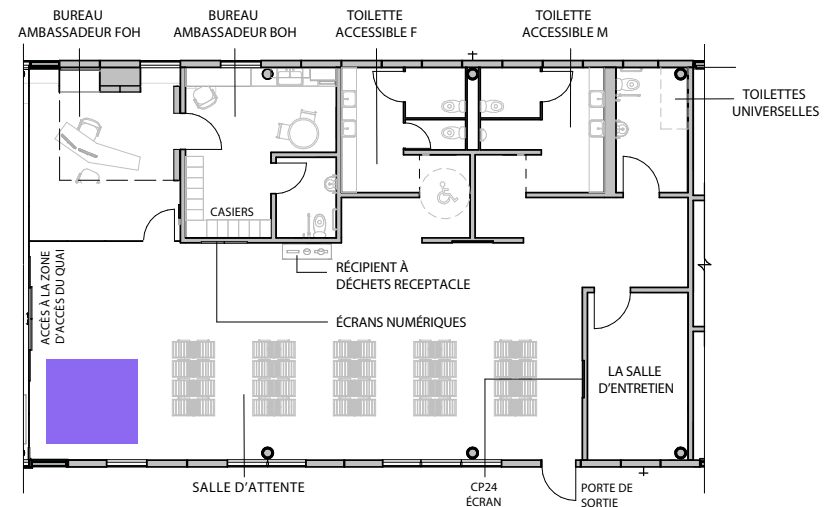 BUREAU
AMBASSADEUR FOH
BUREAU
AMBASSADEUR BOH
TOILETTE
ACCESSIBLE F
TOILETTE
ACCESSIBLE M
TOILETTES
UNIVERSELLES
CASIERS
ACCÈS À LA ZONE
D'ACCÈS DU QUAI
RÉCIPIENT À
DÉCHETS RECEPTACLE
ÉCRANS NUMÉRIQUES
LA SALLE
D'ENTRETIEN
SALLE D'ATTENTE
CP24
ÉCRAN
PORTE DE
SORTIE